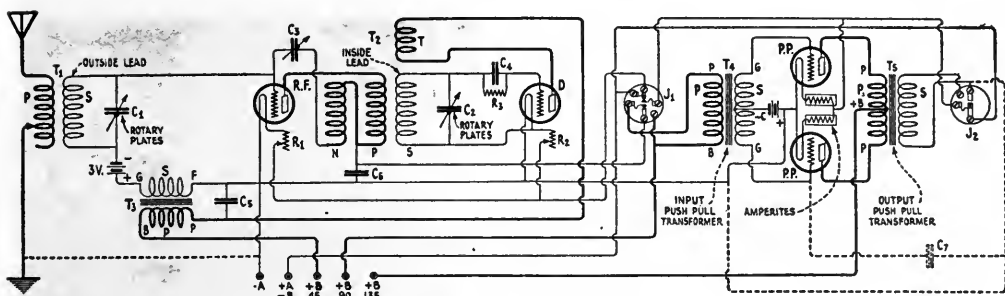 T1
OUTSIDE LEAD
P
S
C1
ROTARY
PLATES
3V.
-
+
G
S
F
T3
B
P
P
C5
C3
R.F.
R1
N
P
INSIDE
LEAD
S
S
C6
T2
T
C4
R3
C2
ROTARY
PLATES
D
R2
J1
P
P
B
T4
G
S
G
-C
+
P.P.
P.P.
INPUT
PUSH PULL
TRANSFORMER
AMPERITES
P
P.
+B
P
T5
S
OUTPUT
PUSH PULL
TRANSFORMER
J2
C7
-A
+A
-B
+B
45
+B
90
+B
135